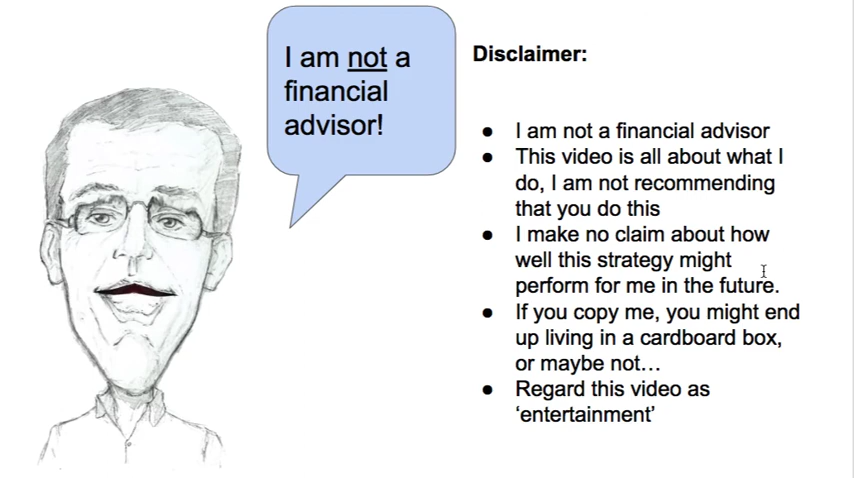 I am not a
financial
advisor!
Disclaimer:
● I am not a financial advisor
● This video is all about what I
do, I am not recommending
that you do this
● I make no claim about how
well this strategy might
perform for me in the future.
● If you copy me, you might end
up living in a cardboard box,
or maybe not…
● Regard this video as
‘entertainment’